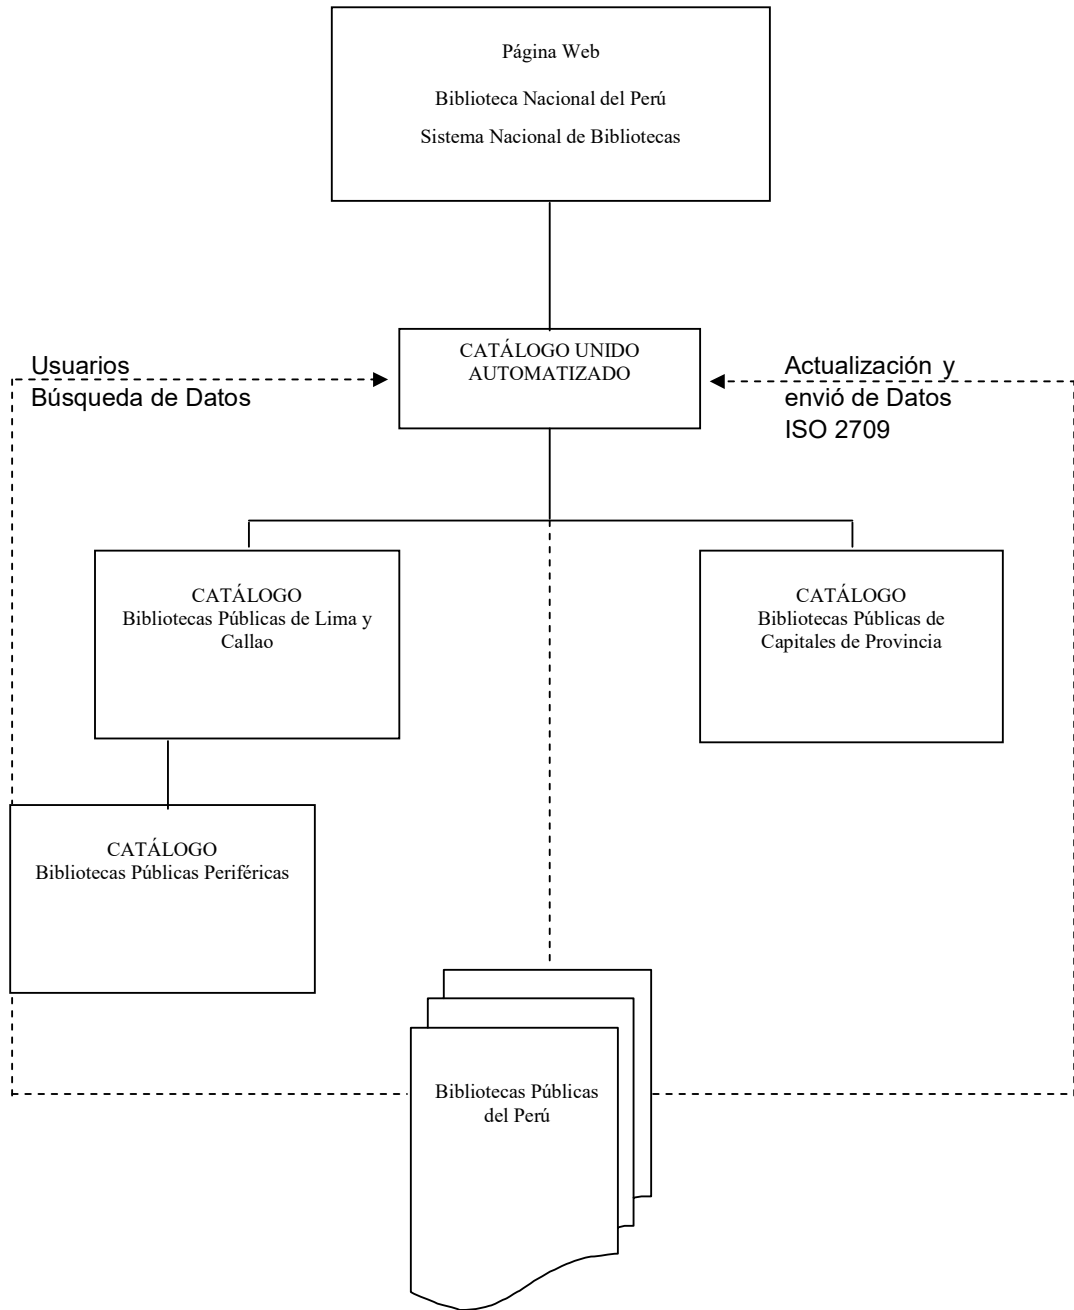 Página Web
Biblioteca Nacional del Perú
Sistema Nacional de Bibliotecas
CATÁLOGO UNIDO
AUTOMATIZADO
Usuarios
Búsqueda de Datos
Actualización y
envió de Datos
ISO 2709
CATÁLOGO
Bibliotecas Públicas de Lima y
Callao
CATÁLOGO
Bibliotecas Públicas de
Capitales de Provincia
CATÁLOGO
Bibliotecas Públicas Periféricas
Bibliotecas Públicas
del Perú